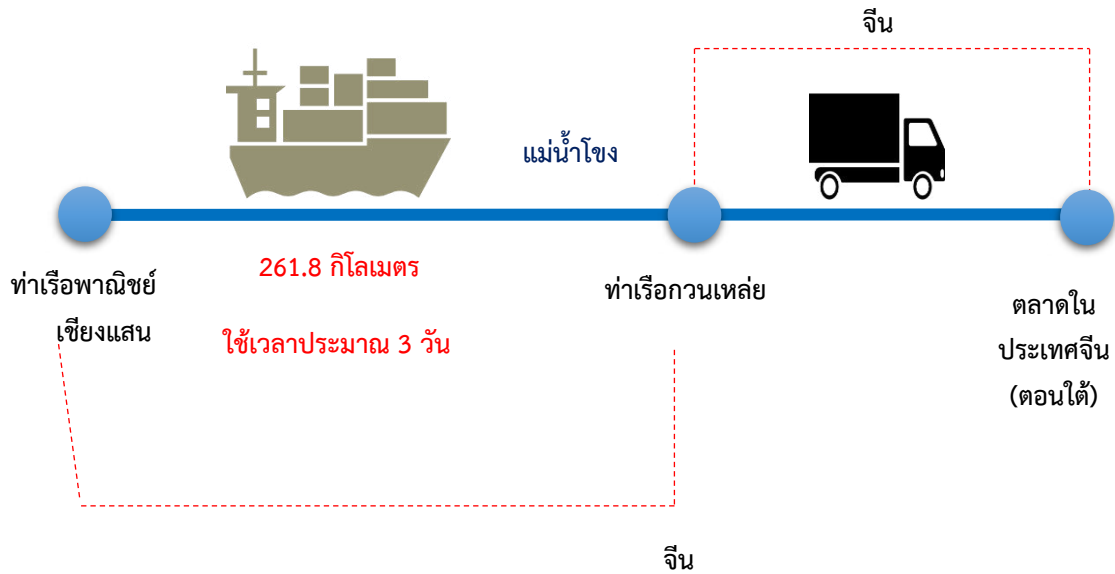 จีน
แม่น้ำโขง
261.8 กิโลเมตร
ใช้เวลาประมาณ 3 วัน
ท่าเรือพาณิชย์
เชียงแสน
ท่าเรือกวนเหล่ย
ตลาดใน
ประเทศจีน
(ตอนใต้)
จีน